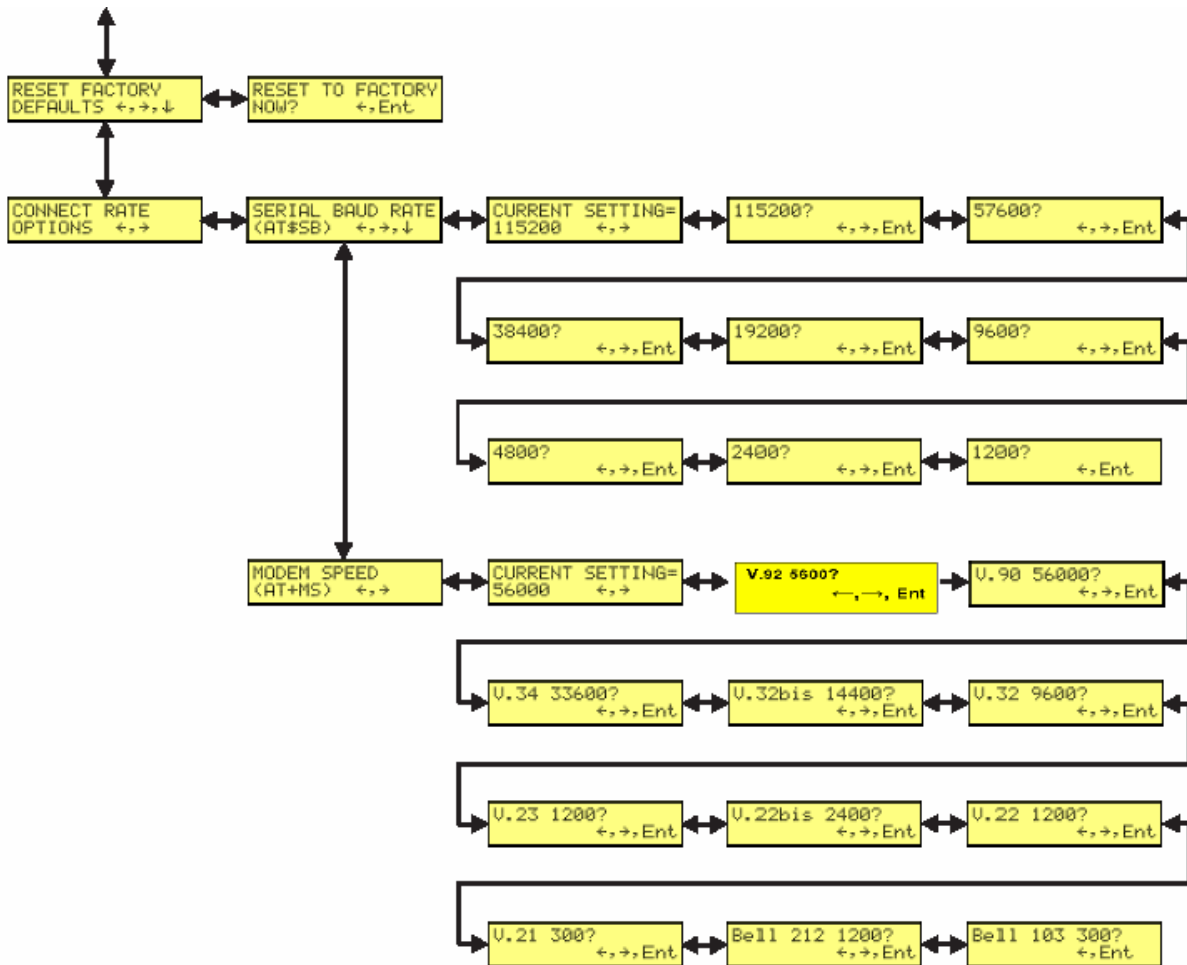 RESET FACTORY
DEFAULTS ←,→,↓
RESET TO FACTORY
NOW? ←,Ent
CONNECT RATE
OPTIONS ←,→
SERIAL BAUD RATE
(AT$SB) ←,→,↓
CURRENT SETTING=
115200 ←,→
115200?
←,→,Ent
57600?
←,→,Ent
38400?
←,→,Ent
19200?
←,→,Ent
9600?
←,→,Ent
4800?
←,→,Ent
2400?
←,→,Ent
1200?
←,Ent
MODEM SPEED
(AT+MS) ←,→
CURRENT SETTING=
56000 ←,→
V.92 5600?
←,→, Ent
V.90 56000?
←,→,Ent
V.34 33600?
←,→,Ent
V.32bis 14400?
←,→,Ent
V.32 9600?
←,→,Ent
V.23 1200?
←,→,Ent
V.22bis 2400?
←,→,Ent
V.22 1200?
←,→,Ent
V.21 300?
←,→,Ent
Bell 212 1200?
←,→,Ent
Bell 103 300?
←,Ent